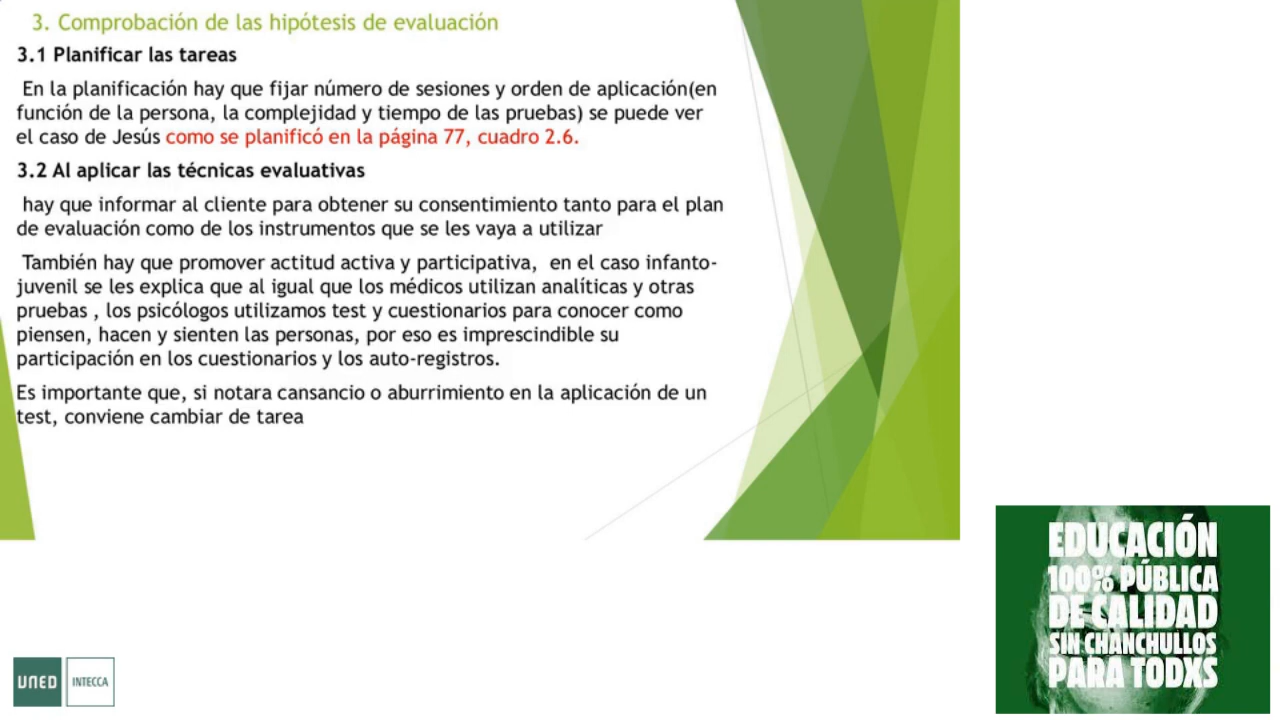 3. Comprobación de las hipótesis de evaluación
3.1 Planificar las tareas
En la planificación hay que fijar número de sesiones y orden de aplicación(en
función de la persona, la complejidad y tiempo de las pruebas) se puede ver
el caso de Jesús como se planificó en la página 77, cuadro 2.6.
3.2 Al aplicar las técnicas evaluativas
hay que informar al cliente para obtener su consentimiento tanto para el plan
de evaluación como de los instrumentos que se les vaya a utilizar
También hay que promover actitud activa y participativa, en el caso infanto-
juvenil se les explica que al igual que los médicos utilizan analíticas y otras
pruebas , los psicólogos utilizamos test y cuestionarios para conocer como
piensen, hacen y sienten las personas, por eso es imprescindible su
participación en los cuestionarios y los auto-registros.
Es importante que, si notara cansancio o aburrimiento en la aplicación de un
test, conviene cambiar de tarea
EDUCACIÓN
100% PÚBLICA
DE CALIDAD
SIN CHANCHULLOS
PARA TODXS
UNED
INTECCA